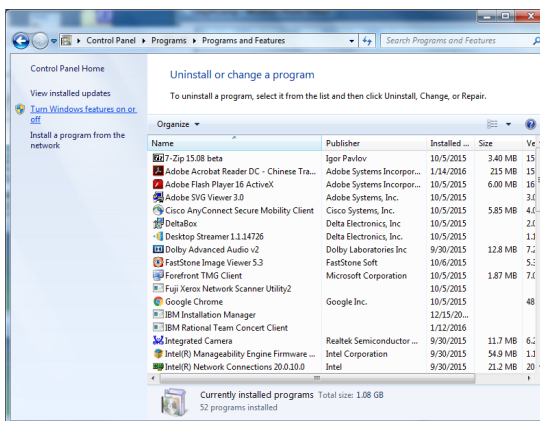 Control Panel Programs Programs and Features Search Programs and Features
Control Panel Home
View installed updates
Turn Windows features on or
off
Install a program from the
network
Uninstall or change a program
To uninstall a program, select it from the list and then click Uninstall, Change, or Repair.
Organize
Name Publisher Installed ... Size Ve
7-Zip 15.08 beta Igor Pavlov 10/5/2015 3.40 MB 15
Adobe Acrobat Reader DC - Chinese Tra... Adobe Systems Incorpor... 1/14/2016 215 MB 15
Adobe Flash Player 16 ActiveX Adobe Systems Incorpor... 10/5/2015 6.00 MB 16
Adobe SVG Viewer 3.0 Adobe Systems, Inc. 10/5/2015 3.0
Cisco AnyConnect Secure Mobility Client Cisco Systems, Inc. 10/5/2015 5.85 MB 4.0
DeltaBox Delta Electronics, Inc 10/5/2015 2.0
Desktop Streamer 1.1.14726 Delta Electronics, Inc. 10/5/2015 1.1
Dolby Advanced Audio v2 Dolby Laboratories Inc 9/30/2015 12.8 MB 7.2
FastStone Image Viewer 5.3 FastStone Soft 10/6/2015 5.3
Forefront TMG Client Microsoft Corporation 10/5/2015 1.87 MB 7.0
Fuji Xerox Network Scanner Utility2 10/5/2015
Google Chrome Google Inc. 10/5/2015 48
IBM Installation Manager 12/15/20...
IBM Rational Team Concert Client 1/12/2016
Integrated Camera Realtek Semiconductor ... 9/30/2015 11.7 MB 6.2
Intel(R) Manageability Engine Firmware ... Intel Corporation 9/30/2015 54.9 MB 1.1
Intel(R) Network Connections 20.0.10.0 Intel 9/30/2015 21.2 MB 20
Currently installed programs Total size: 1.08 GB
52 programs installed